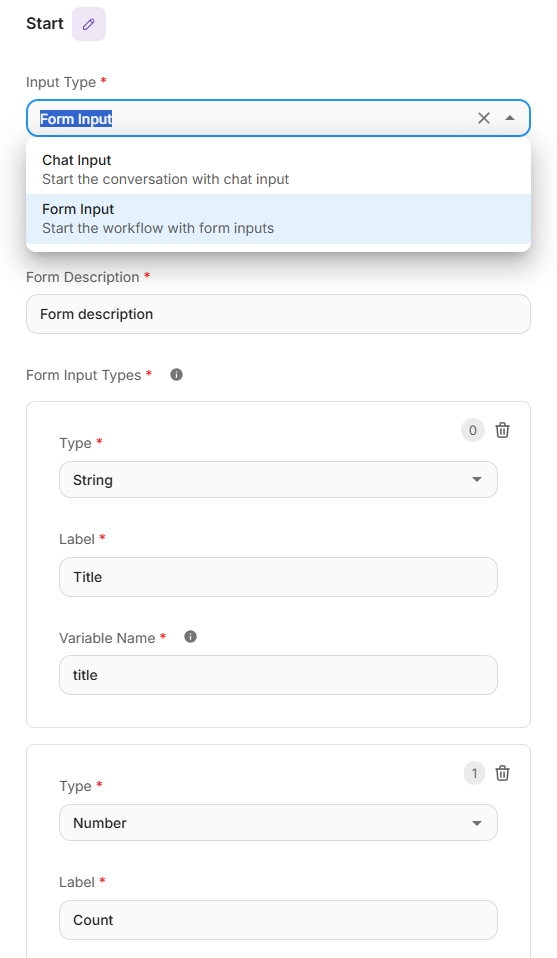 Start
Input Type *
Form Input
Chat Input
Start the conversation with chat input
Form Input
Start the workflow with form inputs
Form Description *
Form description
Form Input Types *
0
Type *
String
Label *
Title
Variable Name *
title
1
Type *
Number
Label *
Count